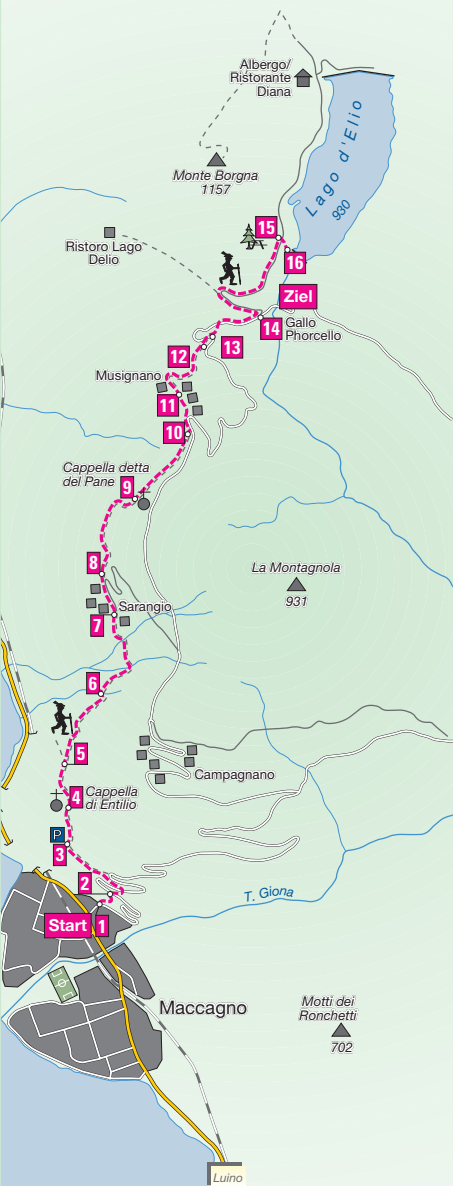 Albergo/
Ristorante
Diana
Lago d'Elio
930
Monte Borgna
1157
15
Ristoro Lago
Delio
16
Ziel
14
Gallo
Phorcello
13
12
Musignano
11
10
Cappella detta
del Pane
9
8
La Montagnola
931
Sarangio
7
6
5
Campagnano
4
Cappella
di Entilio
P
3
2
T. Giona
Start
1
Maccagno
Motti dei
Ronchetti
702
Luino